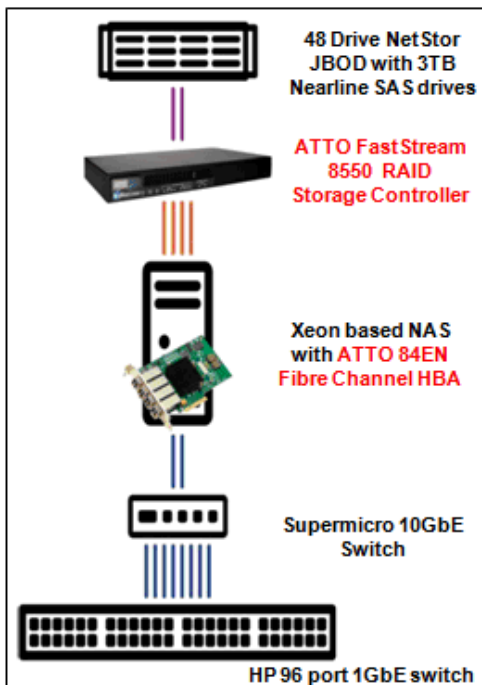 48 Drive NetStor
JBOD with 3TB
Nearline SAS drives
ATTO FastStream
8550 RAID
Storage Controller
Xeon based NAS
with ATTO 84EN
Fibre Channel HBA
Supermicro 10GbE
Switch
HP 96 port 1GbE switch